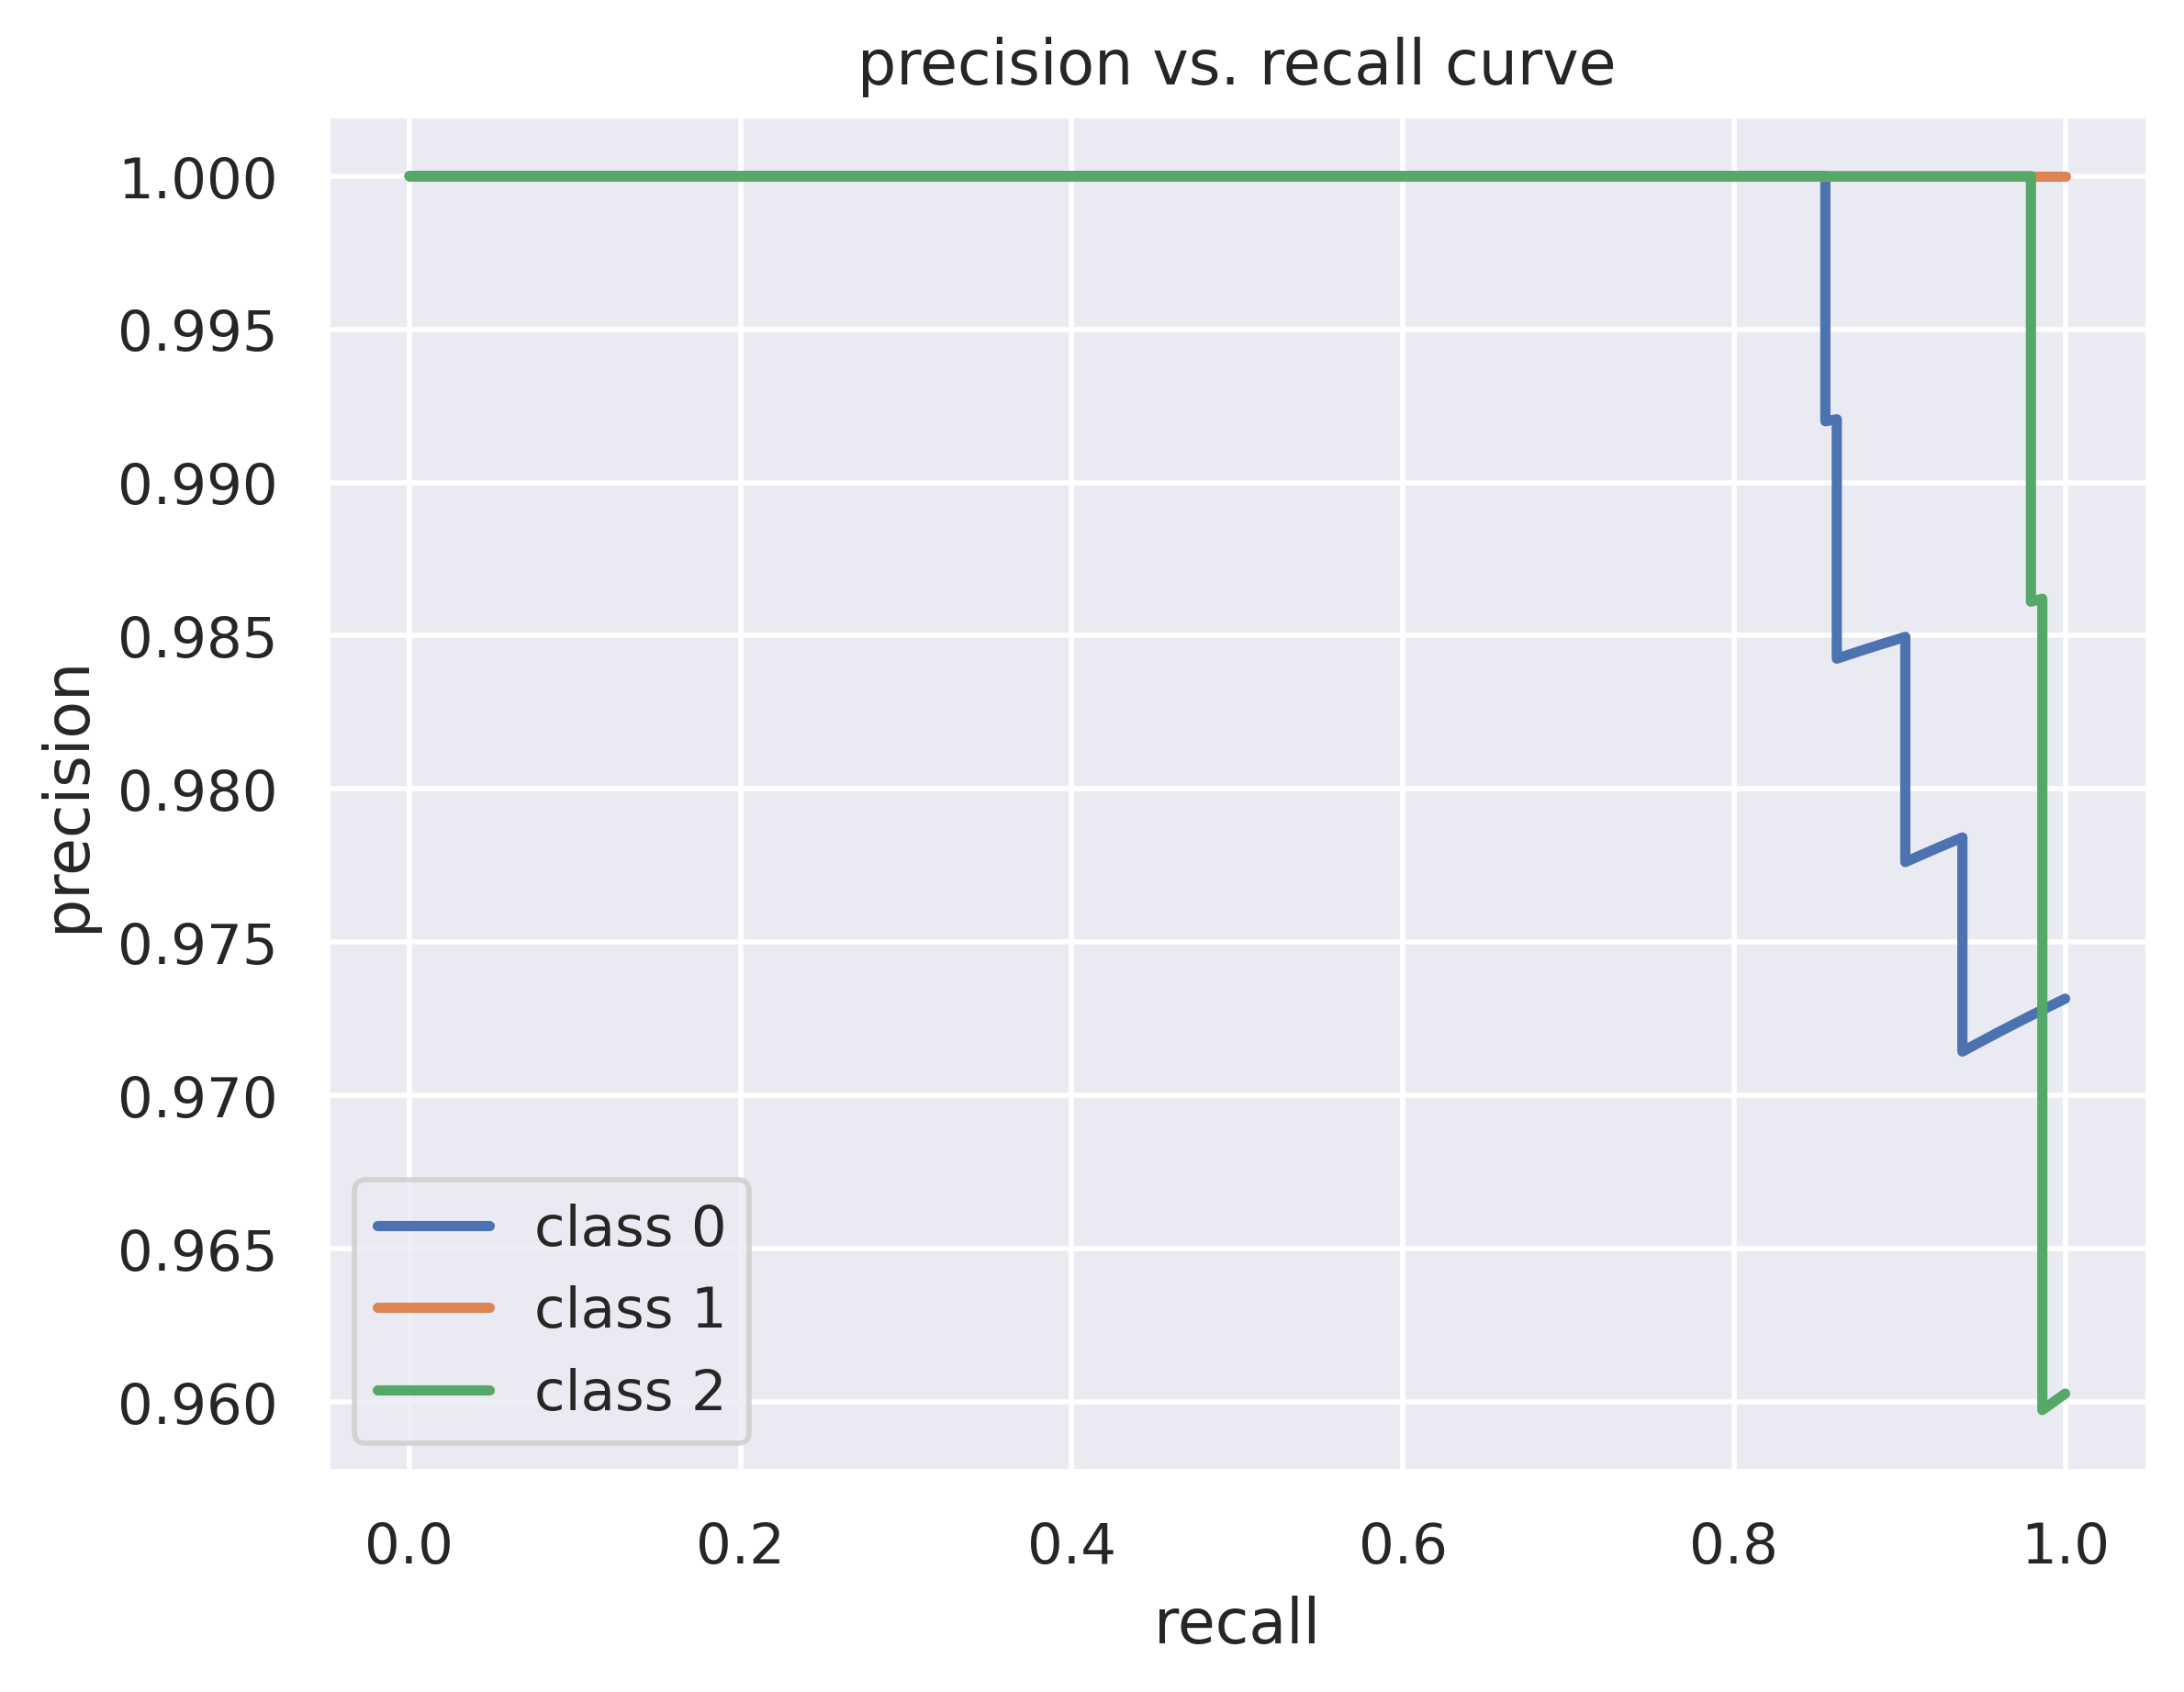 precision vs. recall curve
1.000
0.995
0.990
0.985
0.980
0.975
0.970
0.965
0.960
precision
class 0
class 1
class 2
0.0 0.2 0.4 0.6 0.8 1.0
recall